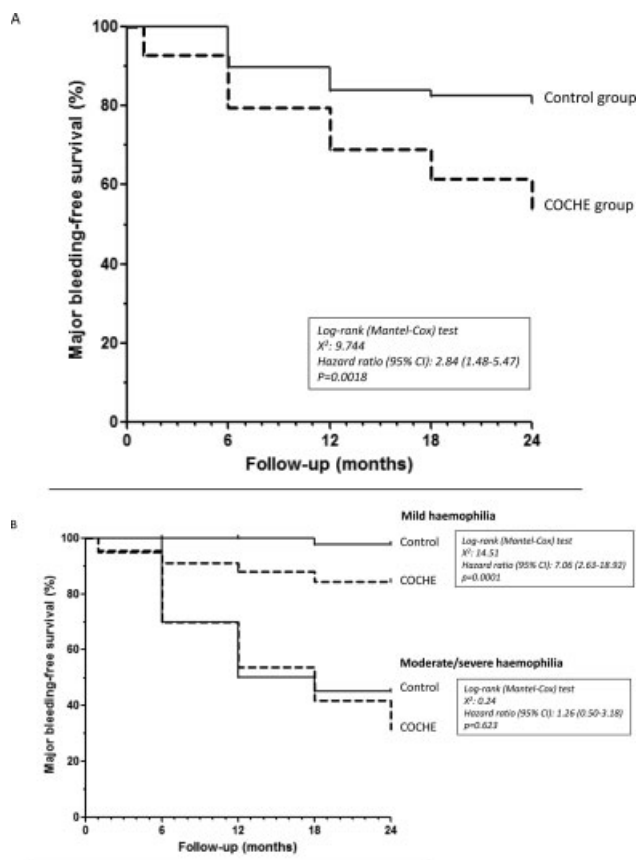 A
Major bleeding-free survival (%)
100
80
60
40
20
0
Control group
COCHE group
Log-rank (Mantel-Cox) test
X²: 9.744
Hazard ratio (95% CI): 2.84 (1.48-5.47)
P=0.0018
0 6 12 18 24
Follow-up (months)
B
Major bleeding-free survival (%)
100
80
60
40
20
0
Mild haemophilia
Control
COCHE
Log-rank (Mantel-Cox) test
X²: 14.51
Hazard ratio (95% CI): 7.06 (2.63-18.92)
p=0.0001
Moderate/severe haemophilia
Control
COCHE
Log-rank (Mantel-Cox) test
X²: 0.24
Hazard ratio (95% CI): 1.26 (0.50-3.18)
p=0.623
0 6 12 18 24
Follow-up (months)